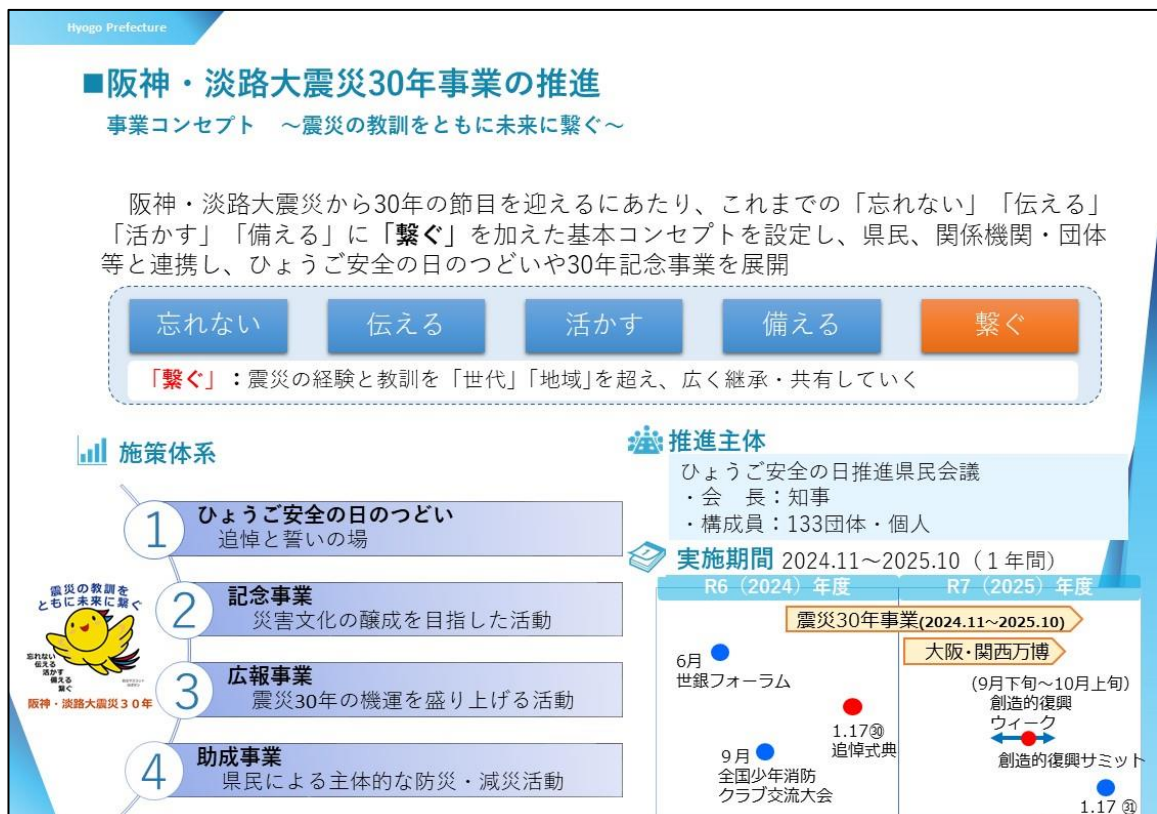 Hyogo Prefecture
■阪神・淡路大震災30年事業の推進
事業コンセプト　～震災の教訓をともに未来に繋ぐ～
阪神・淡路大震災から30年の節目を迎えるにあたり、これまでの「忘れない」「伝える」
「活かす」「備える」に「繋ぐ」を加えた基本コンセプトを設定し、県民、関係機関・団体
等と連携し、ひょうご安全の日のつどいや30年記念事業を展開
忘れない
伝える
活かす
備える
繋ぐ
「繋ぐ」：震災の経験と教訓を「世代」「地域」を超え、広く継承・共有していく
施策体系
1
ひょうご安全の日のつどい
追悼と誓いの場
2
記念事業
災害文化の醸成を目指した活動
3
広報事業
震災30年の機運を盛り上げる活動
4
助成事業
県民による主体的な防災・減災活動
震災の教訓を
ともに未来に繋ぐ
忘れない
伝える
活かす
備える
繋ぐ
阪神・淡路大震災３０年
推進主体
ひょうご安全の日推進県民会議
・会　長：知事
・構成員：133団体・個人
実施期間 2024.11～2025.10（１年間）
R6（2024）年度
R7（2025）年度
震災30年事業(2024.11～2025.10)
大阪・関西万博
6月
世銀フォーラム
1.17㉚
追悼式典
9月
全国少年消防
クラブ交流大会
(9月下旬～10月上旬)
創造的復興
ウィーク
創造的復興サミット
1.17 ㉛